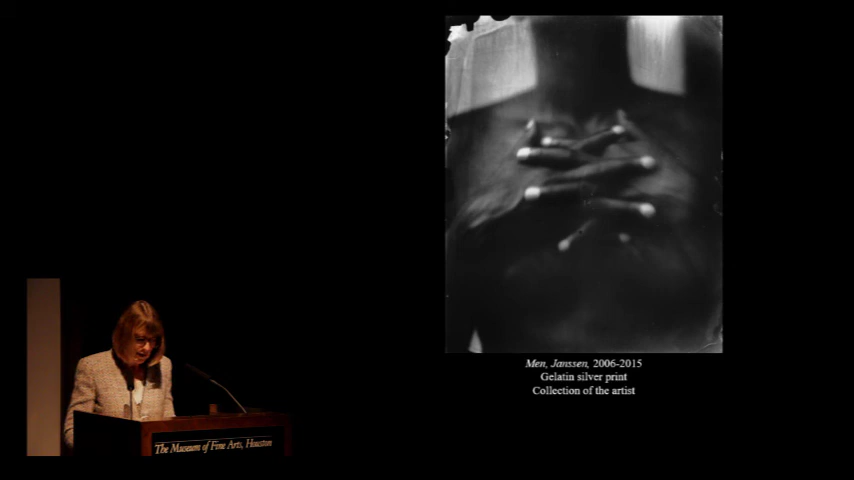 Men, Janssen, 2006-2015
Gelatin silver print
Collection of the artist
The Museum of Fine Arts, Houston